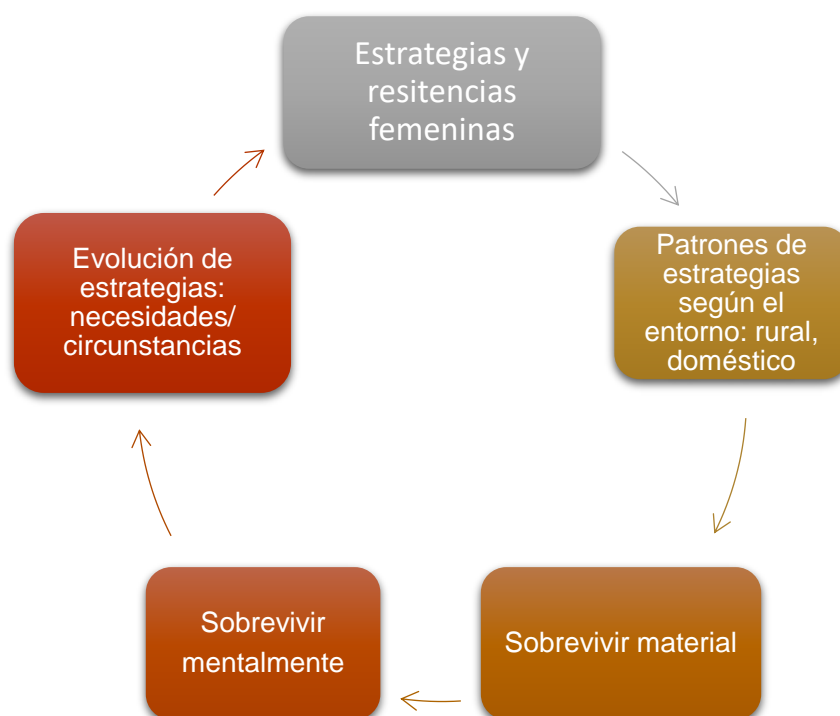 Estrategias y
resitencias
femeninas
Patrones de
estrategias
según el
entorno: rural,
doméstico
Sobrevivir material
Sobrevivir
mentalmente
Evolución de
estrategias:
necesidades/
circunstancias